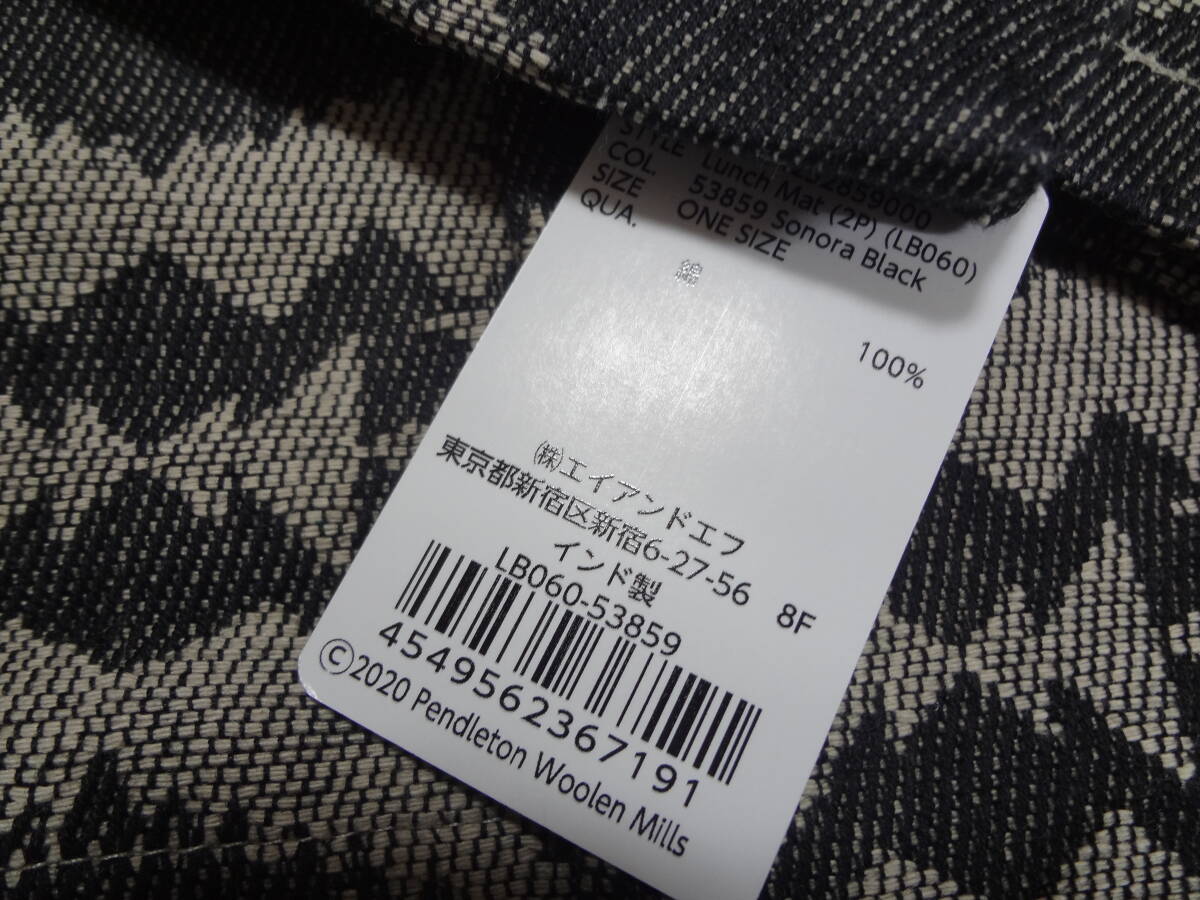 2859000
STYLE Lunch Mat (2P) (LB060)
COL. 53859 Sonora Black
SIZE ONE SIZE
QUA.
綿 100%
㈱エイアンドエフ
東京都新宿区新宿6-27-56 8F
インド製
LB060-53859
4549562367191
©2020 Pendleton Woolen Mills